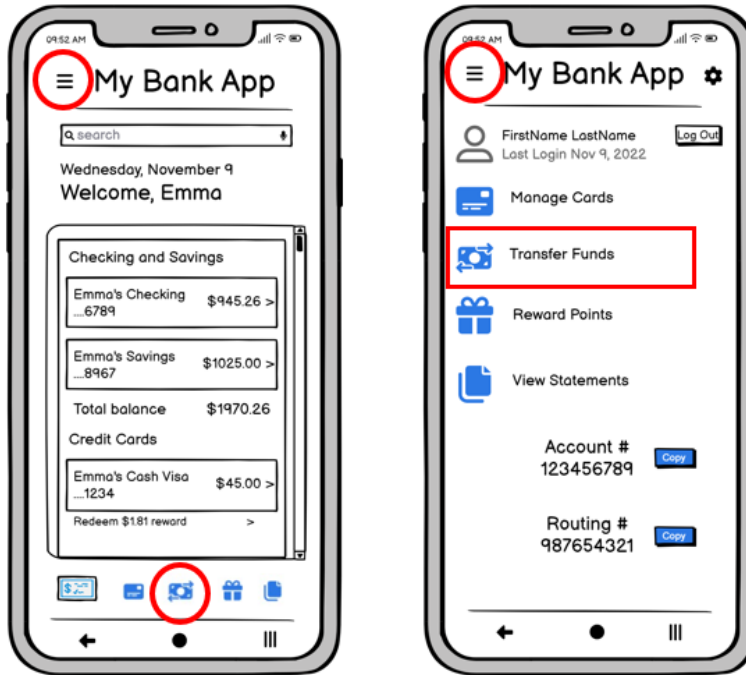 09:52 AM
My Bank App
search
Wednesday, November 9
Welcome, Emma
Checking and Savings
Emma's Checking
....6789
$945.26 >
Emma's Savings
....8967
$1025.00 >
Total balance $1970.26
Credit Cards
Emma's Cash Visa
....1234
$45.00 >
Redeem $1.81 reward >
09:52 AM
My Bank App
FirstName LastName
Log Out
Last Login Nov 9, 2022
Manage Cards
Transfer Funds
Reward Points
View Statements
Account #
123456789
Copy
Routing #
987654321
Copy